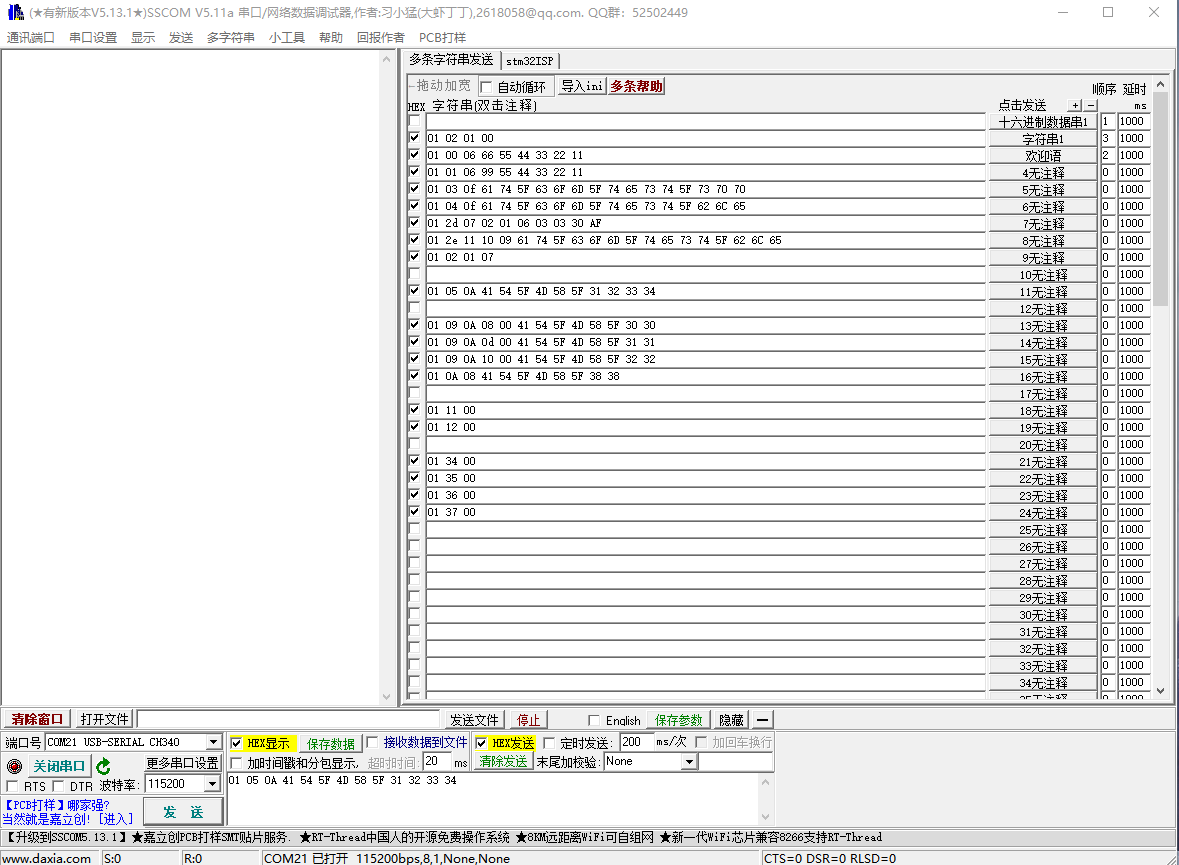 (★有新版本V5.13.1★)SSCOM V5.11a 串口/网络数据调试器,作者:习小猛(大虾丁丁),2618058@qq.com. QQ群：52502449
通讯端口 串口设置 显示 发送 多字符串 小工具 帮助 回报作者 PCB打样
多条字符串发送 stm32ISP
←拖动加宽 自动循环 导入ini 多条帮助 顺序 延时
HEX 字符串(双击注释) 点击发送 + − ms
十六进制数据串1 1 1000
01 02 01 00 字符串1 3 1000
01 00 06 66 55 44 33 22 11 欢迎语 2 1000
01 01 06 99 55 44 33 22 11 4无注释 0 1000
01 03 0f 61 74 5F 63 6F 6D 5F 74 65 73 74 5F 73 70 70 5无注释 0 1000
01 04 0f 61 74 5F 63 6F 6D 5F 74 65 73 74 5F 62 6C 65 6无注释 0 1000
01 2d 07 02 01 06 03 03 30 AF 7无注释 0 1000
01 2e 11 10 09 61 74 5F 63 6F 6D 5F 74 65 73 74 5F 62 6C 65 8无注释 0 1000
01 02 01 07 9无注释 0 1000
10无注释 0 1000
01 05 0A 41 54 5F 4D 58 5F 31 32 33 34 11无注释 0 1000
12无注释 0 1000
01 09 0A 08 00 41 54 5F 4D 58 5F 30 30 13无注释 0 1000
01 09 0A 0d 00 41 54 5F 4D 58 5F 31 31 14无注释 0 1000
01 09 0A 10 00 41 54 5F 4D 58 5F 32 32 15无注释 0 1000
01 0A 08 41 54 5F 4D 58 5F 38 38 16无注释 0 1000
17无注释 0 1000
01 11 00 18无注释 0 1000
01 12 00 19无注释 0 1000
20无注释 0 1000
01 34 00 21无注释 0 1000
01 35 00 22无注释 0 1000
01 36 00 23无注释 0 1000
01 37 00 24无注释 0 1000
25无注释 0 1000
26无注释 0 1000
27无注释 0 1000
28无注释 0 1000
29无注释 0 1000
30无注释 0 1000
31无注释 0 1000
32无注释 0 1000
33无注释 0 1000
34无注释 0 1000
清除窗口 打开文件 发送文件 停止 English 保存参数 隐藏 —
端口号 COM21 USB-SERIAL CH340 HEX显示 保存数据 接收数据到文件 HEX发送 定时发送: 200 ms/次 加回车换行
关闭串口 更多串口设置 加时间戳和分包显示, 超时时间: 20 ms 清除发送 末尾加校验: None
RTS DTR 波特率: 115200 01 05 0A 41 54 5F 4D 58 5F 31 32 33 34
【PCB打样】哪家强?
当然就是嘉立创! [进入] 发 送
【升级到SSCOM5.13.1】★嘉立创PCB打样SMT贴片服务. ★RT-Thread中国人的开源免费操作系统 ★8KM远距离WiFi可自组网 ★新一代WiFi芯片兼容8266支持RT-Thread
www.daxia.com S:0 R:0 COM21 已打开 115200bps,8,1,None,None CTS=0 DSR=0 RLSD=0